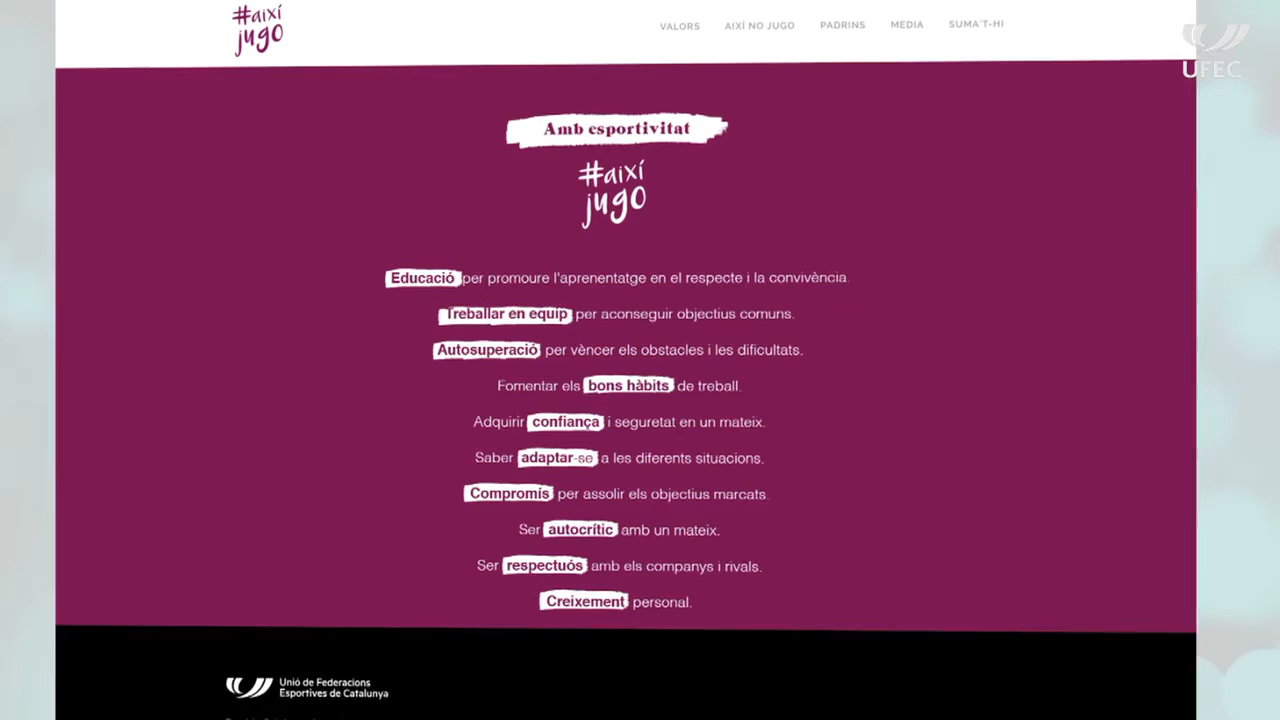 #així
jugo
VALORS AIXÍ NO JUGO PADRINS MEDIA SUMA'T-HI
UFEC
Amb esportivitat
#així
jugo
Educació per promoure l'aprenentatge en el respecte i la convivència.
Treballar en equip per aconseguir objectius comuns.
Autosuperació per vèncer els obstacles i les dificultats.
Fomentar els bons hàbits de treball.
Adquirir confiança i seguretat en un mateix.
Saber adaptar-se a les diferents situacions.
Compromís per assolir els objectius marcats.
Ser autocrític amb un mateix.
Ser respectuós amb els companys i rivals.
Creixement personal.
Unió de Federacions
Esportives de Catalunya